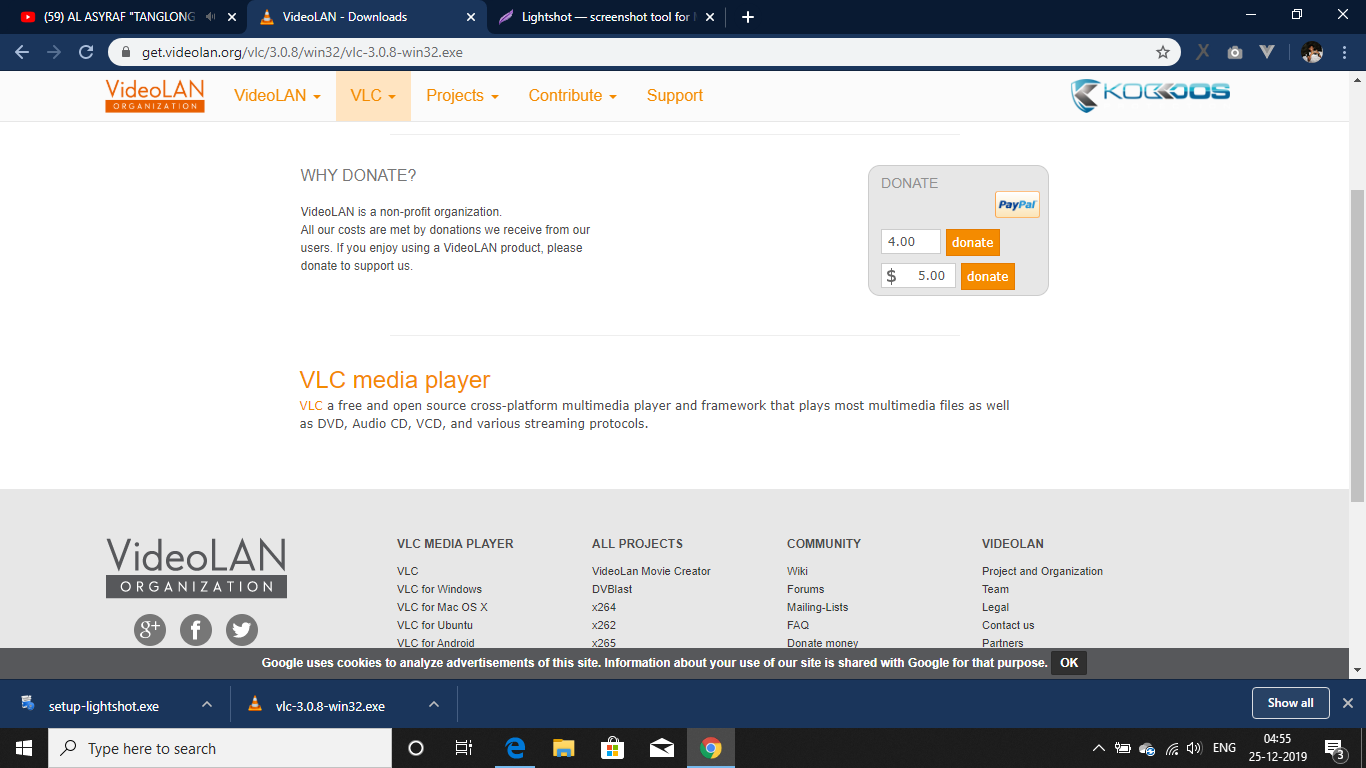 (59) AL ASYRAF "TANGLONG
VideoLAN - Downloads
Lightshot — screenshot tool for
get.videolan.org/vlc/3.0.8/win32/vlc-3.0.8-win32.exe
VideoLAN
ORGANIZATION
VideoLAN
VLC
Projects
Contribute
Support
WHY DONATE?
VideoLAN is a non-profit organization.
All our costs are met by donations we receive from our
users. If you enjoy using a VideoLAN product, please
donate to support us.
DONATE
PayPal
4.00 donate
$ 5.00 donate
VLC media player
VLC a free and open source cross-platform multimedia player and framework that plays most multimedia files as well
as DVD, Audio CD, VCD, and various streaming protocols.
VideoLAN
ORGANIZATION
g+ f
VLC MEDIA PLAYER
VLC
VLC for Windows
VLC for Mac OS X
VLC for Ubuntu
VLC for Android
ALL PROJECTS
VideoLan Movie Creator
DVBlast
x264
x262
x265
COMMUNITY
Wiki
Forums
Mailing-Lists
FAQ
Donate money
VIDEOLAN
Project and Organization
Team
Legal
Contact us
Partners
Google uses cookies to analyze advertisements of this site. Information about your use of our site is shared with Google for that purpose. OK
setup-lightshot.exe
vlc-3.0.8-win32.exe
Show all
Type here to search
ENG
04:55
25-12-2019
3